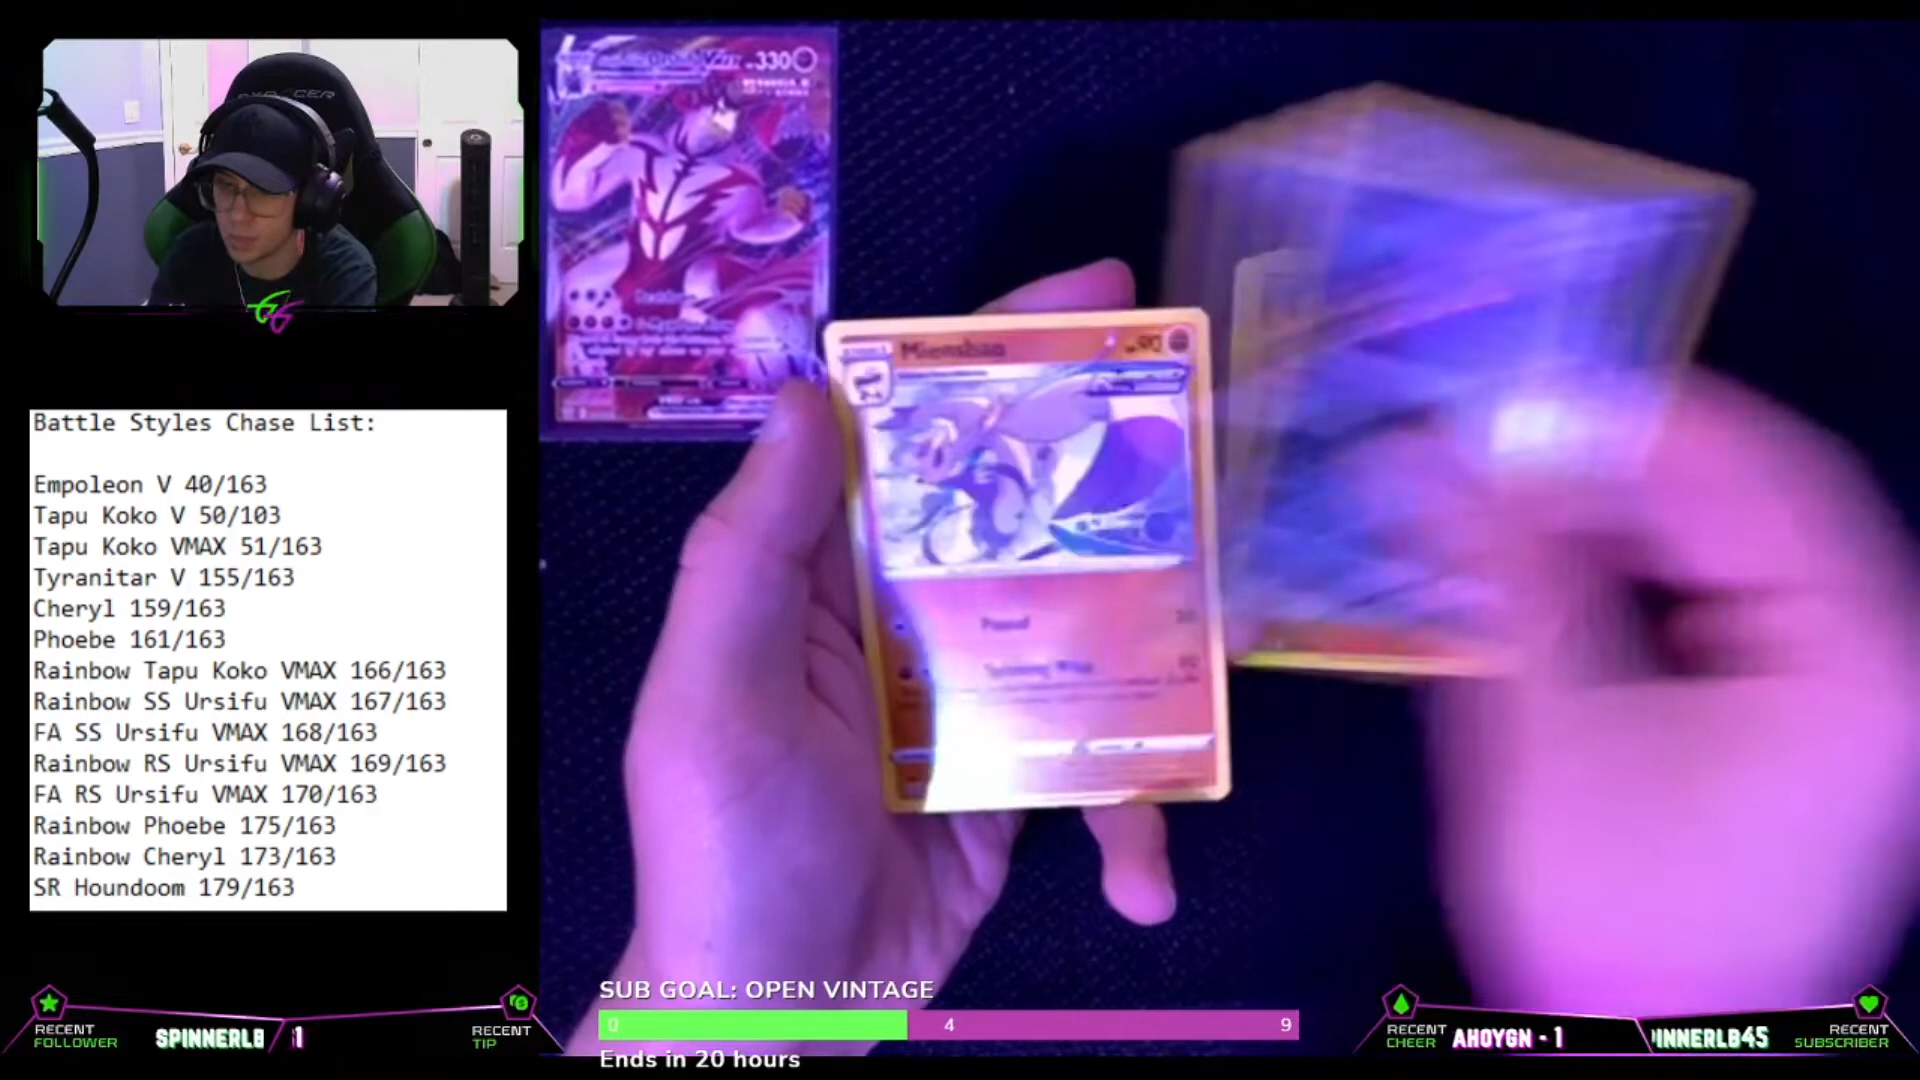 330
Battle Styles Chase List:
Empoleon V 40/163
Tapu Koko V 50/103
Tapu Koko VMAX 51/163
Tyranitar V 155/163
Cheryl 159/163
Phoebe 161/163
Rainbow Tapu Koko VMAX 166/163
Rainbow SS Ursifu VMAX 167/163
FA SS Ursifu VMAX 168/163
Rainbow RS Ursifu VMAX 169/163
FA RS Ursifu VMAX 170/163
Rainbow Phoebe 175/163
Rainbow Cheryl 173/163
SR Houndoom 179/163
Mienshao
Pound
SUB GOAL: OPEN VINTAGE
0 4 9
Ends in 20 hours
RECENT FOLLOWER
SPINNERLB
1
RECENT TIP
RECENT CHEER
AHOYGN - 1
INNERLB45
RECENT SUBSCRIBER